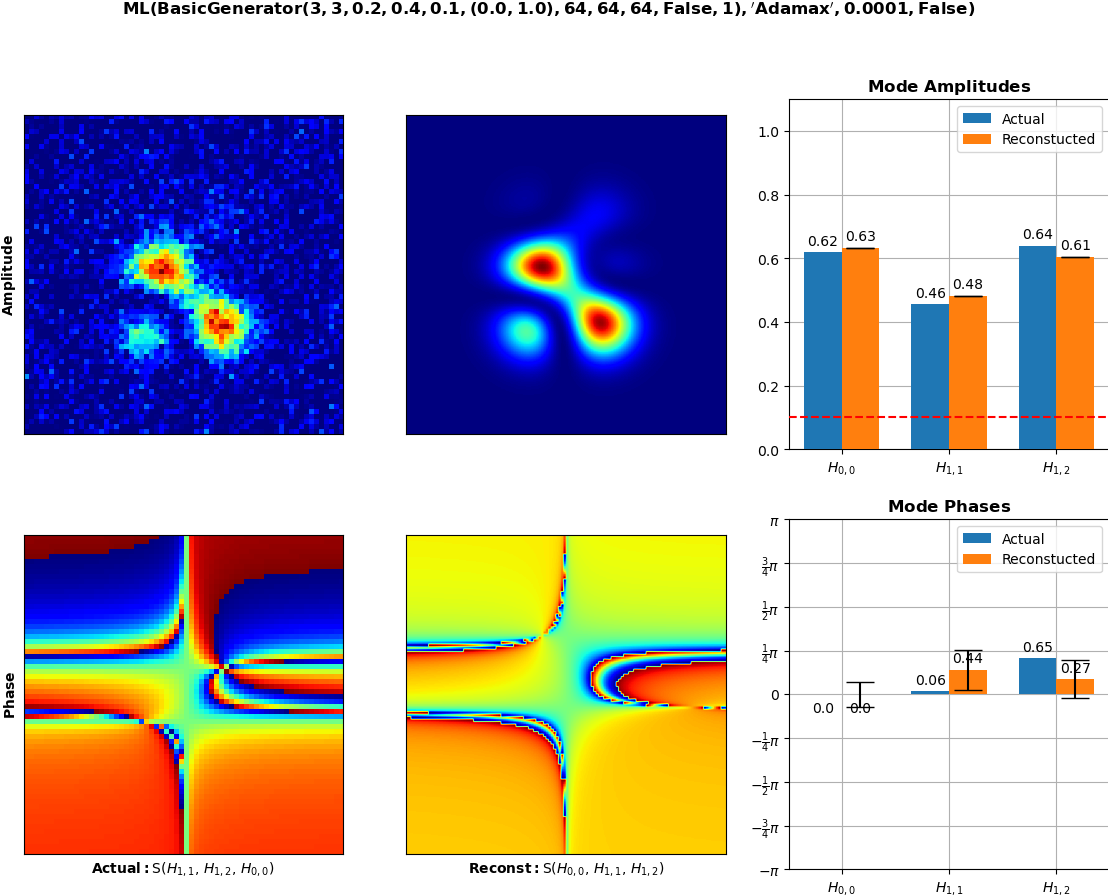 ML(BasicGenerator(3, 3, 0.2, 0.4, 0.1, (0.0, 1.0), 64, 64, 64, False, 1), ′Adamax′, 0.0001, False)
Amplitude
Mode Amplitudes
Actual
Reconstucted
1.0
0.8
0.6
0.4
0.2
0.0
0.62
0.63
0.46
0.48
0.64
0.61
H0,0
H1,1
H1,2
Phase
Actual: S(H1,1, H1,2, H0,0)
Reconst: S(H0,0, H1,1, H1,2)
Mode Phases
Actual
Reconstucted
π
3/4π
1/2π
1/4π
0
−1/4π
−1/2π
−3/4π
−π
0.0
0.0
0.06
0.44
0.65
0.27
H0,0
H1,1
H1,2